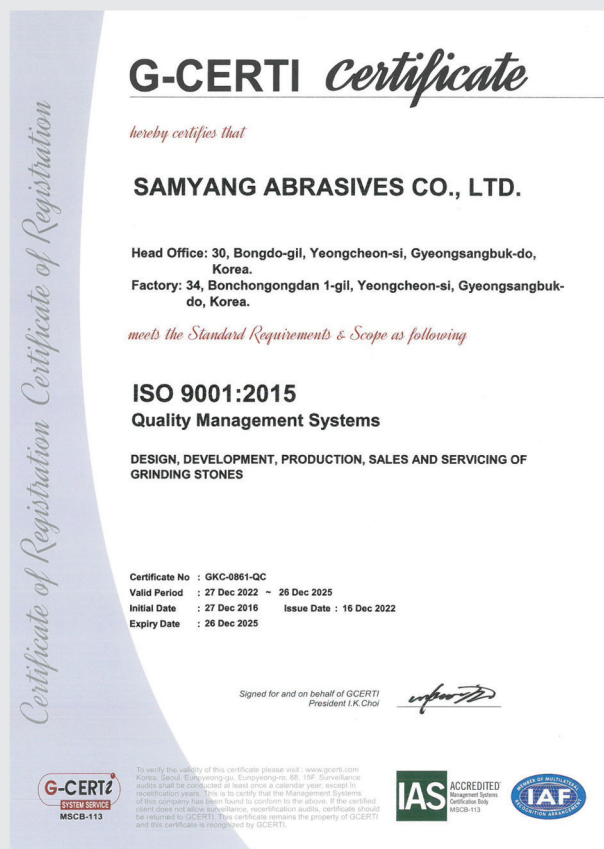 G-CERTI Certificate
hereby certifies that
SAMYANG ABRASIVES CO., LTD.
Head Office: 30, Bongdo-gil, Yeongcheon-si, Gyeongsangbuk-do,
Korea.
Factory: 34, Bonchongongdan 1-gil, Yeongcheon-si, Gyeongsangbuk-
do, Korea.
meets the Standard Requirements & Scope as following
ISO 9001:2015
Quality Management Systems
DESIGN, DEVELOPMENT, PRODUCTION, SALES AND SERVICING OF
GRINDING STONES
Certificate No : GKC-0861-QC
Valid Period : 27 Dec 2022 ~ 26 Dec 2025
Initial Date : 27 Dec 2016 Issue Date : 16 Dec 2022
Expiry Date : 26 Dec 2025
Signed for and on behalf of GCERTI
President I.K.Choi
Certificate of Registration Certificate of Registration
G-CERTi
SYSTEM SERVICE
MSCB-113
To verify the validity of this certificate please visit : www.gcerti.com
Korea, Seoul, Eunpyeong-gu, Eunpyeong-ro, 88, 15F. Surveillance
audits shall be conducted at least once a calendar year, except in
recertification years. This is to certify that the Management Systems
of this company has been found to conform to the above. If the certified
client does not allow surveillance, recertification audits, certificate should
be returned to GCERTI. This certificate remains the property of GCERTI
and this certificate is recognized by GCERTI.
IAS
ACCREDITED
Management Systems
Certification Body
MSCB-113
MEMBER OF MULTILATERAL
IAF
RECOGNITION ARRANGEMENT